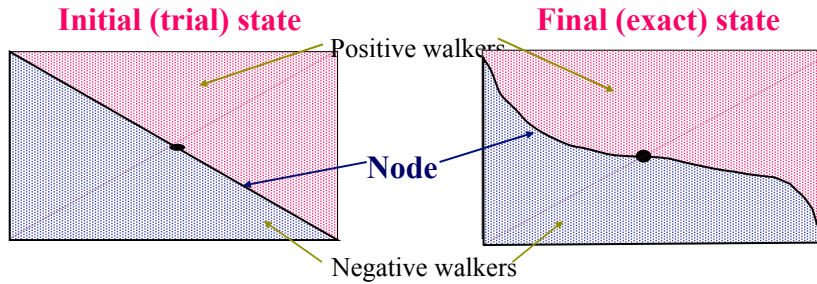 Initial (trial) state
Final (exact) state
Positive walkers
Node
Negative walkers